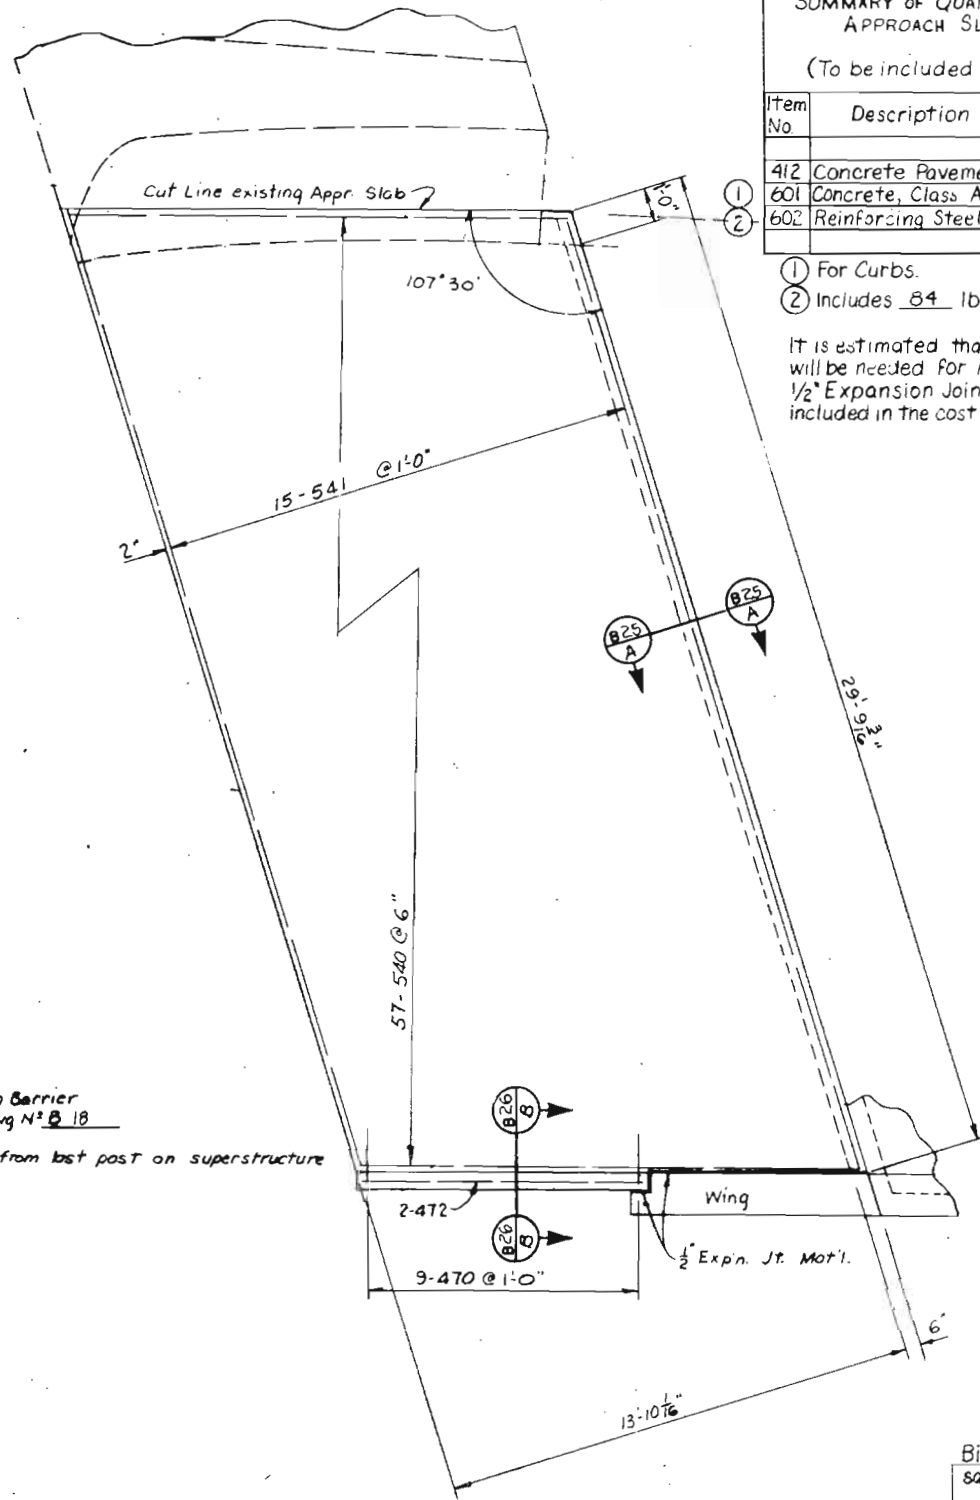 SUMMARY OF QUA
APPROACH SL
(To be included
Item No. Description
412 Concrete Paveme
① 601 Concrete, Class A
② 602 Reinforcing Steel
① For Curbs.
② Includes 84 lb
It is estimated tha
will be needed for
1/2" Expansion Join
included in the cost
Cut Line existing Appr. Slab
1'-0"
107°30'
15-541 @ 1'-0"
2"
B25 A
B25 A
29'-9 3/16"
57-540 @ 6"
Barrier
Nº B 18
from last post on superstructure
B26 B
2-472
Wing
B26 B
1/2" Exp'n. Jt. Mat'l.
9-470 @ 1'-0"
6"
13'-10 1/16"
Bi